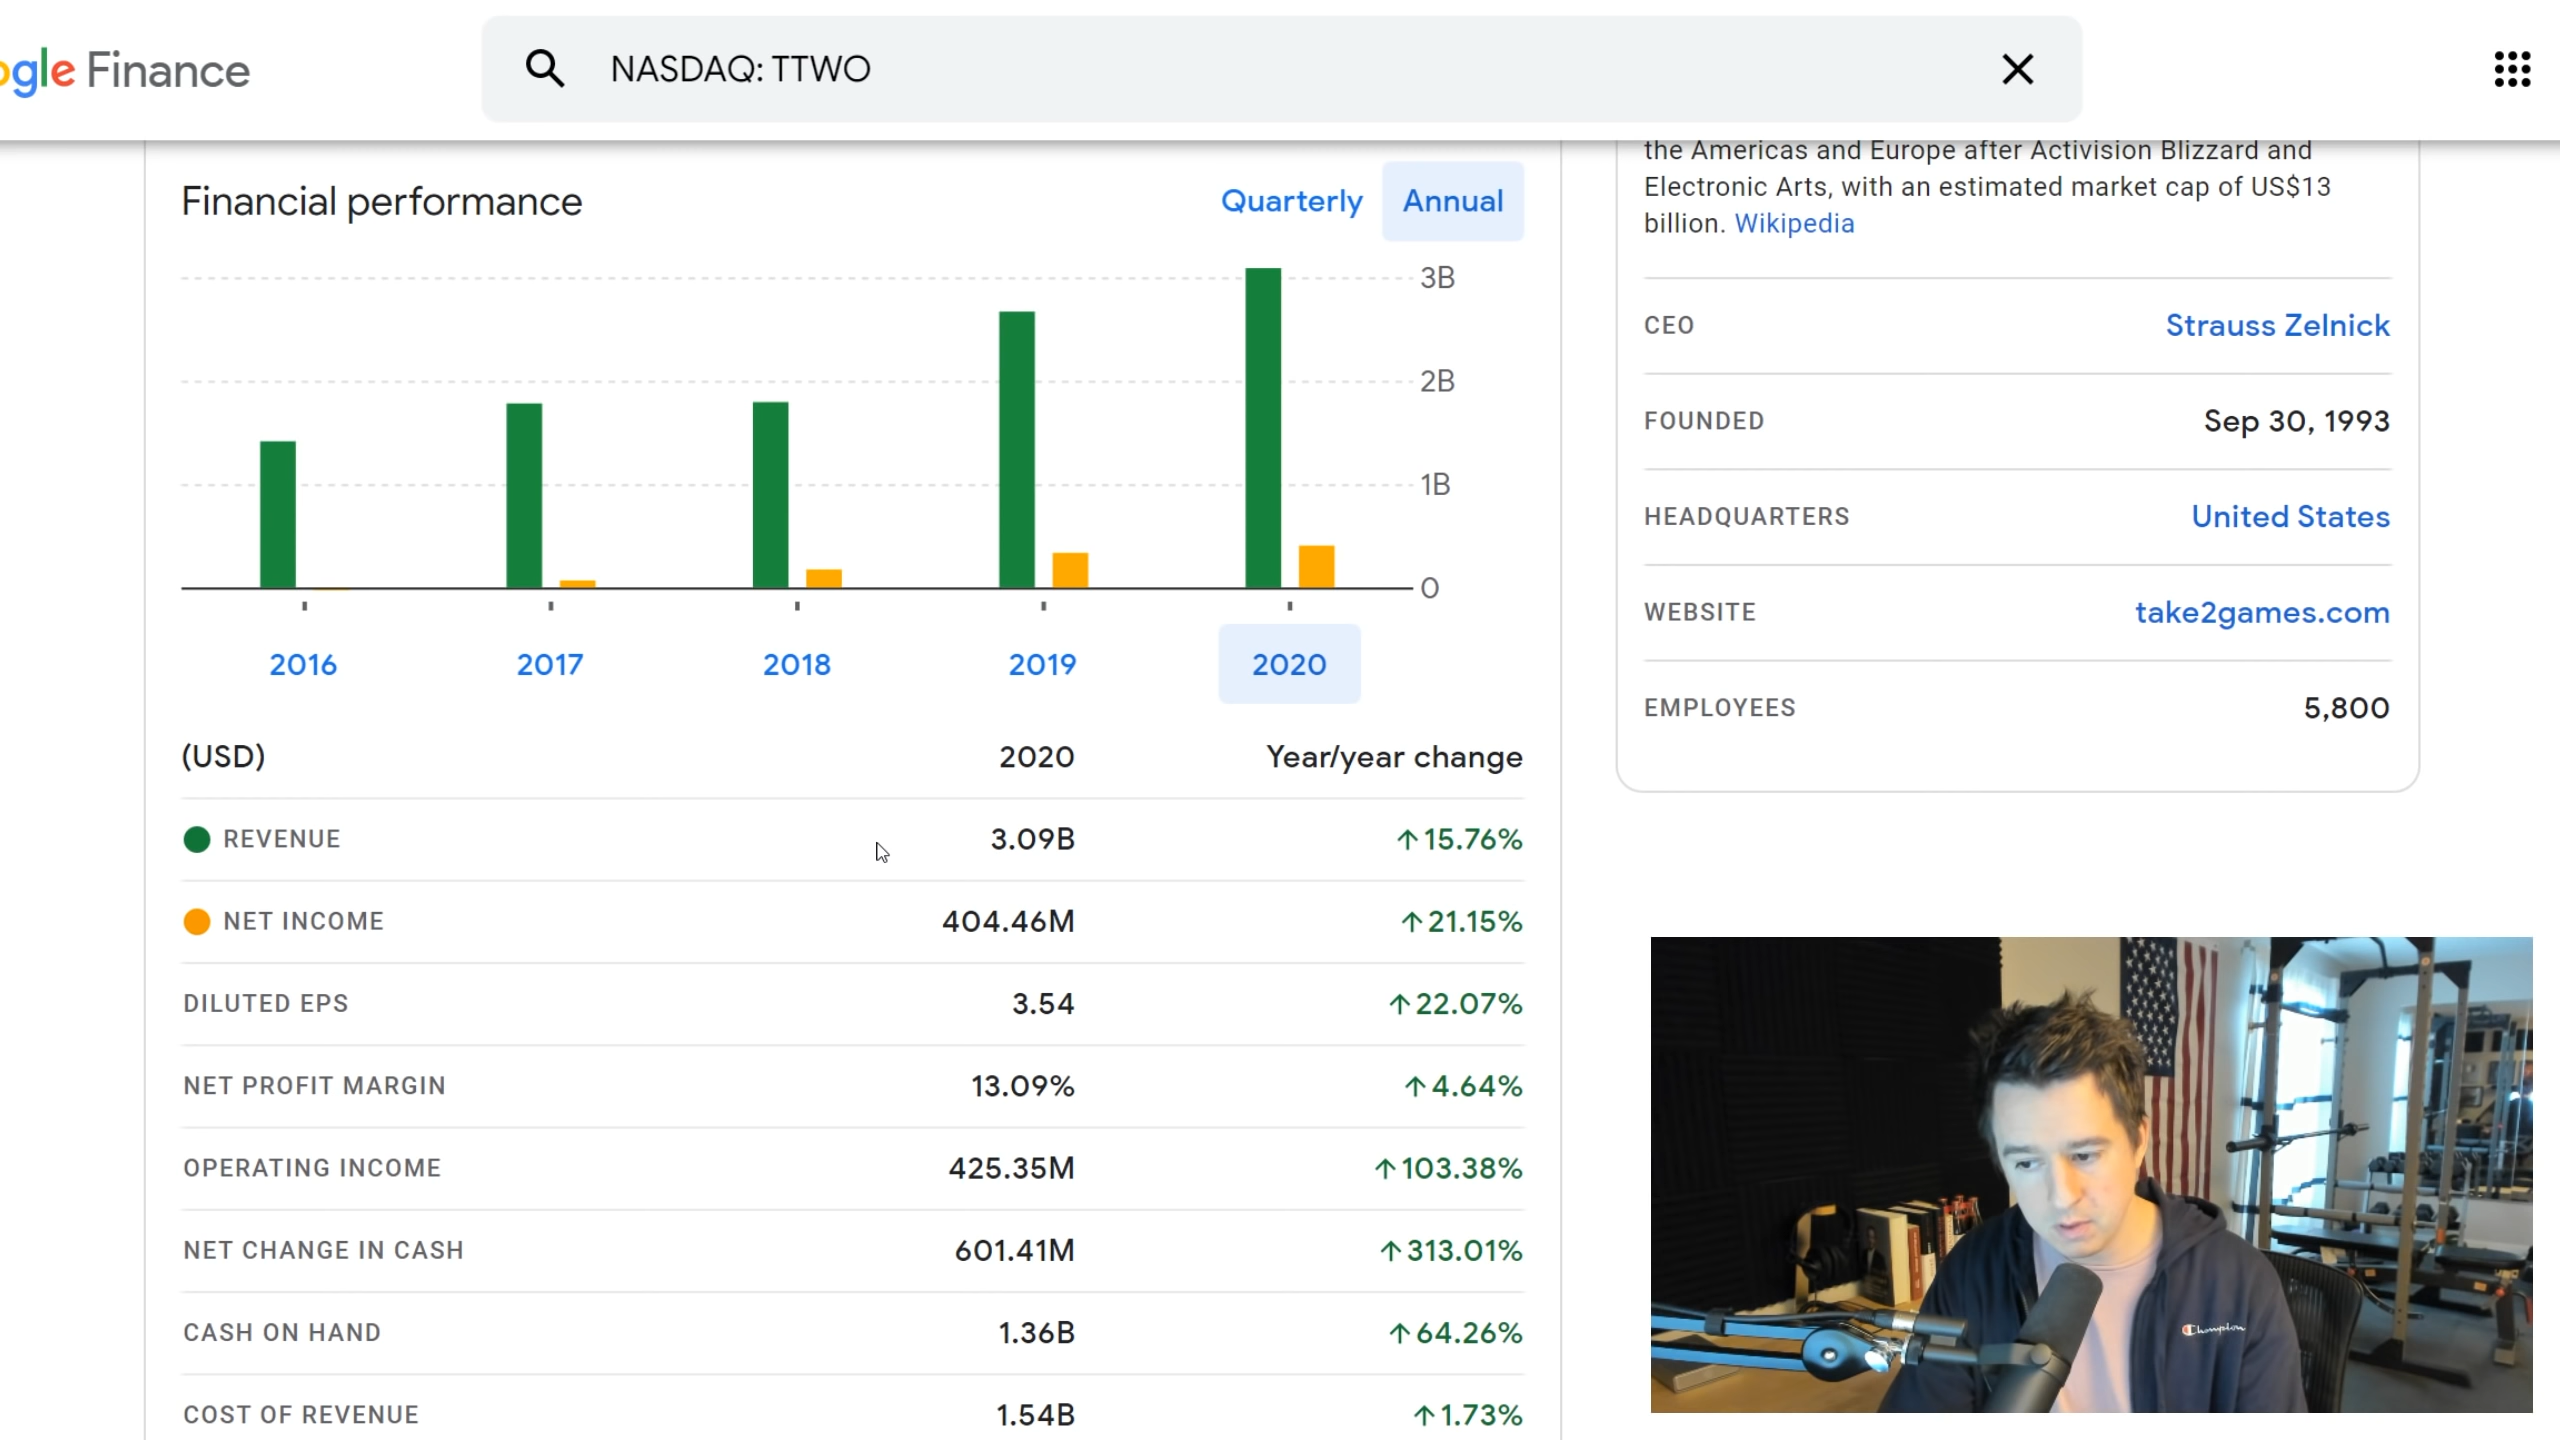 ogle Finance
NASDAQ: TTWO
Financial performance
Quarterly
Annual
3B
2B
1B
0
2016
2017
2018
2019
2020
(USD) 2020 Year/year change
REVENUE 3.09B ↑15.76%
NET INCOME 404.46M ↑21.15%
DILUTED EPS 3.54 ↑22.07%
NET PROFIT MARGIN 13.09% ↑4.64%
OPERATING INCOME 425.35M ↑103.38%
NET CHANGE IN CASH 601.41M ↑313.01%
CASH ON HAND 1.36B ↑64.26%
COST OF REVENUE 1.54B ↑1.73%
the Americas and Europe after Activision Blizzard and
Electronic Arts, with an estimated market cap of US$13
billion. Wikipedia
CEO Strauss Zelnick
FOUNDED Sep 30, 1993
HEADQUARTERS United States
WEBSITE take2games.com
EMPLOYEES 5,800
Champion